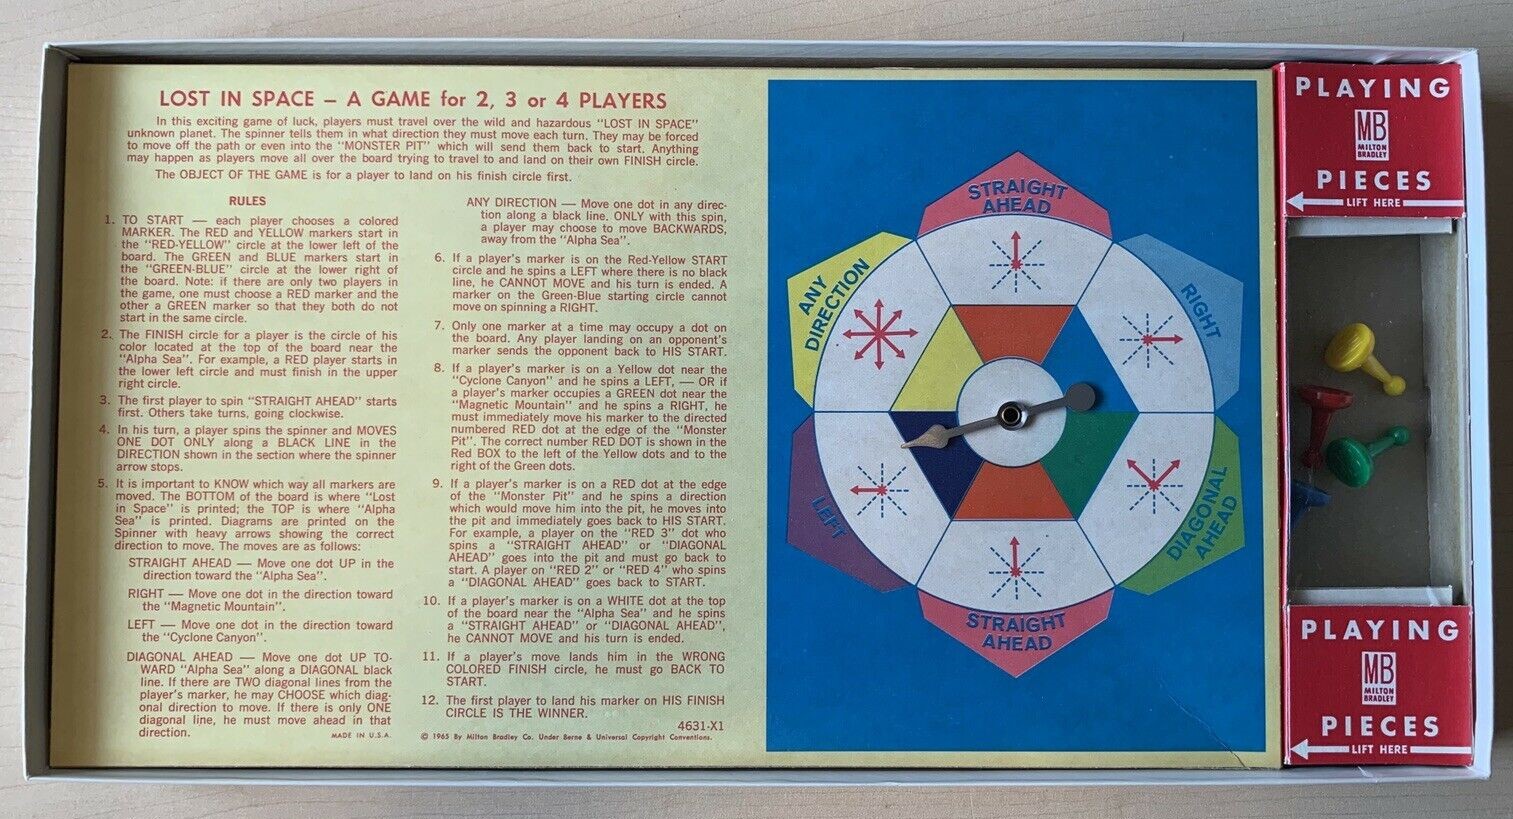 LOST IN SPACE – A GAME for 2, 3 or 4 PLAYERS
In this exciting game of luck, players must travel over the wild and hazardous "LOST IN SPACE"
unknown planet. The spinner tells them in what direction they must move each turn. They may be forced
to move off the path or even into the "MONSTER PIT" which will send them back to start. Anything
may happen as players move all over the board trying to travel to and land on their own FINISH circle.
The OBJECT OF THE GAME is for a player to land on his finish circle first.
RULES
1. TO START — each player chooses a colored
MARKER. The RED and YELLOW markers start in
the "RED-YELLOW" circle at the lower left of the
board. The GREEN and BLUE markers start in
the "GREEN-BLUE" circle at the lower right of
the board. Note: if there are only two players in
the game, one must choose a RED marker and the
other a GREEN marker so that they both do not
start in the same circle.
2. The FINISH circle for a player is the circle of his
color located at the top of the board near the
"Alpha Sea". For example, a RED player starts in
the lower left circle and must finish in the upper
right circle.
3. The first player to spin "STRAIGHT AHEAD" starts
first. Others take turns, going clockwise.
4. In his turn, a player spins the spinner and MOVES
ONE DOT ONLY along a BLACK LINE in the
DIRECTION shown in the section where the spinner
arrow stops.
5. It is important to KNOW which way all markers are
moved. The BOTTOM of the board is where "Lost
in Space" is printed; the TOP is where "Alpha
Sea" is printed. Diagrams are printed on the
Spinner with heavy arrows showing the correct
direction to move. The moves are as follows:
STRAIGHT AHEAD — Move one dot UP in the
direction toward the "Alpha Sea".
RIGHT — Move one dot in the direction toward
the "Magnetic Mountain".
LEFT — Move one dot in the direction toward
the "Cyclone Canyon".
DIAGONAL AHEAD — Move one dot UP TO-
WARD "Alpha Sea" along a DIAGONAL black
line. If there are TWO diagonal lines from the
player's marker, he may CHOOSE which diag-
onal direction to move. If there is only ONE
diagonal line, he must move ahead in that
direction.
MADE IN U.S.A.
ANY DIRECTION — Move one dot in any direc-
tion along a black line. ONLY with this spin,
a player may choose to move BACKWARDS,
away from the "Alpha Sea".
6. If a player's marker is on the Red-Yellow START
circle and he spins a LEFT where there is no black
line, he CANNOT MOVE and his turn is ended. A
marker on the Green-Blue starting circle cannot
move on spinning a RIGHT.
7. Only one marker at a time may occupy a dot on
the board. Any player landing on an opponent's
marker sends the opponent back to HIS START.
8. If a player's marker is on a Yellow dot near the
"Cyclone Canyon" and he spins a LEFT, — OR if
a player's marker occupies a GREEN dot near the
"Magnetic Mountain" and he spins a RIGHT, he
must immediately move his marker to the directed
numbered RED dot at the edge of the "Monster
Pit". The correct number RED DOT is shown in the
Red BOX to the left of the Yellow dots and to the
right of the Green dots.
9. If a player's marker is on a RED dot at the edge
of the "Monster Pit" and he spins a direction
which would move him into the pit, he moves into
the pit and immediately goes back to HIS START.
For example, a player on the "RED 3" dot who
spins a "STRAIGHT AHEAD" or "DIAGONAL
AHEAD" goes into the pit and must go back to
start. A player on "RED 2" or "RED 4" who spins
a "DIAGONAL AHEAD" goes back to START.
10. If a player's marker is on a WHITE dot at the top
of the board near the "Alpha Sea" and he spins
a "STRAIGHT AHEAD" or "DIAGONAL AHEAD",
he CANNOT MOVE and his turn is ended.
11. If a player's move lands him in the WRONG
COLORED FINISH circle, he must go BACK TO
START.
12. The first player to land his marker on HIS FINISH
CIRCLE IS THE WINNER.
4631-X1
© 1965 By Milton Bradley Co. Under Berne & Universal Copyright Conventions.
STRAIGHT
AHEAD
ANY
DIRECTION
RIGHT
LEFT
DIAGONAL
AHEAD
STRAIGHT
AHEAD
PLAYING
MB
MILTON
BRADLEY
PIECES
LIFT HERE
PLAYING
MB
MILTON
BRADLEY
PIECES
LIFT HERE